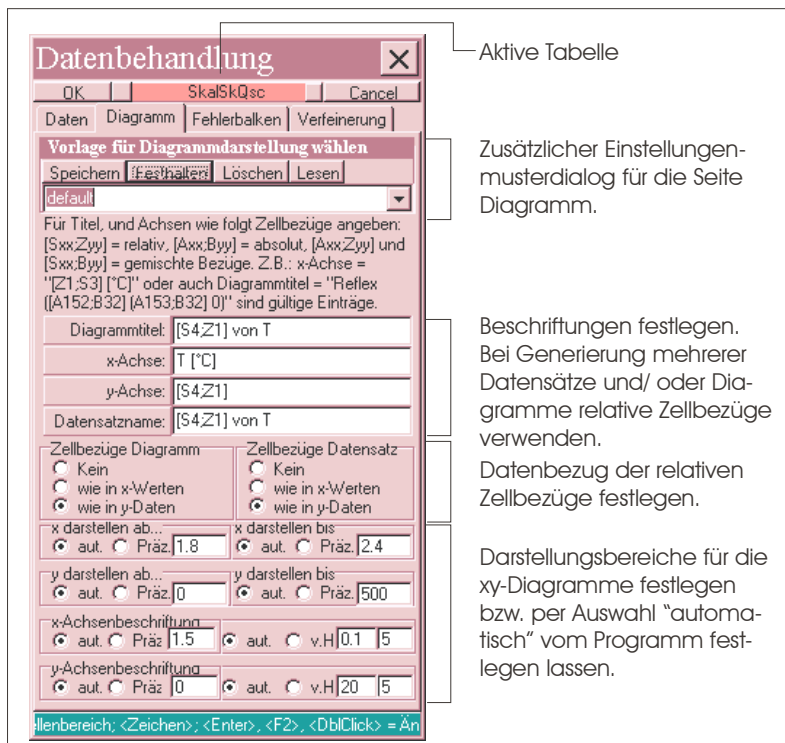 Datenbehandlung
OK SkalSkQsc Cancel
Daten Diagramm Fehlerbalken Verfeinerung
Vorlage für Diagrammdarstellung wählen
Speichern Festhalten Löschen Lesen
default
Für Titel, und Achsen wie folgt Zellbezüge angeben:
[Sxx;Zyy] = relativ, [Axx;Byy] = absolut, [Axx;Zyy] und
[Sxx;Byy] = gemischte Bezüge. Z.B.: x-Achse =
"[Z1;S3] [°C]" oder auch Diagrammtitel = "Reflex
([A152;B32] (A153;B32] 0)" sind gültige Einträge.
Diagrammtitel: [S4;Z1] von T
x-Achse: T [°C]
y-Achse: [S4;Z1]
Datensatzname: [S4;Z1] von T
Zellbezüge Diagramm Zellbezüge Datensatz
Kein Kein
wie in x-Werten wie in x-Werten
wie in y-Daten wie in y-Daten
x darstellen ab... x darstellen bis
aut. Präz. 1.8 aut. Präz. 2.4
y darstellen ab... y darstellen bis
aut. Präz. 0 aut. Präz. 500
x-Achsenbeschriftung
aut. Präz 1.5 aut. v.H 0.1 5
y-Achsenbeschriftung
aut. Präz 0 aut. v.H 20 5
ellenbereich; <Zeichen>; <Enter>, <F2>, <DblClick> = Än
Aktive Tabelle
Zusätzlicher Einstellungen-
musterdialog für die Seite
Diagramm.
Beschriftungen festlegen.
Bei Generierung mehrerer
Datensätze und/ oder Dia-
gramme relative Zellbezüge
verwenden.
Datenbezug der relativen
Zellbezüge festlegen.
Darstellungsbereiche für die
xy-Diagramme festlegen
bzw. per Auswahl “automa-
tisch” vom Programm fest-
legen lassen.